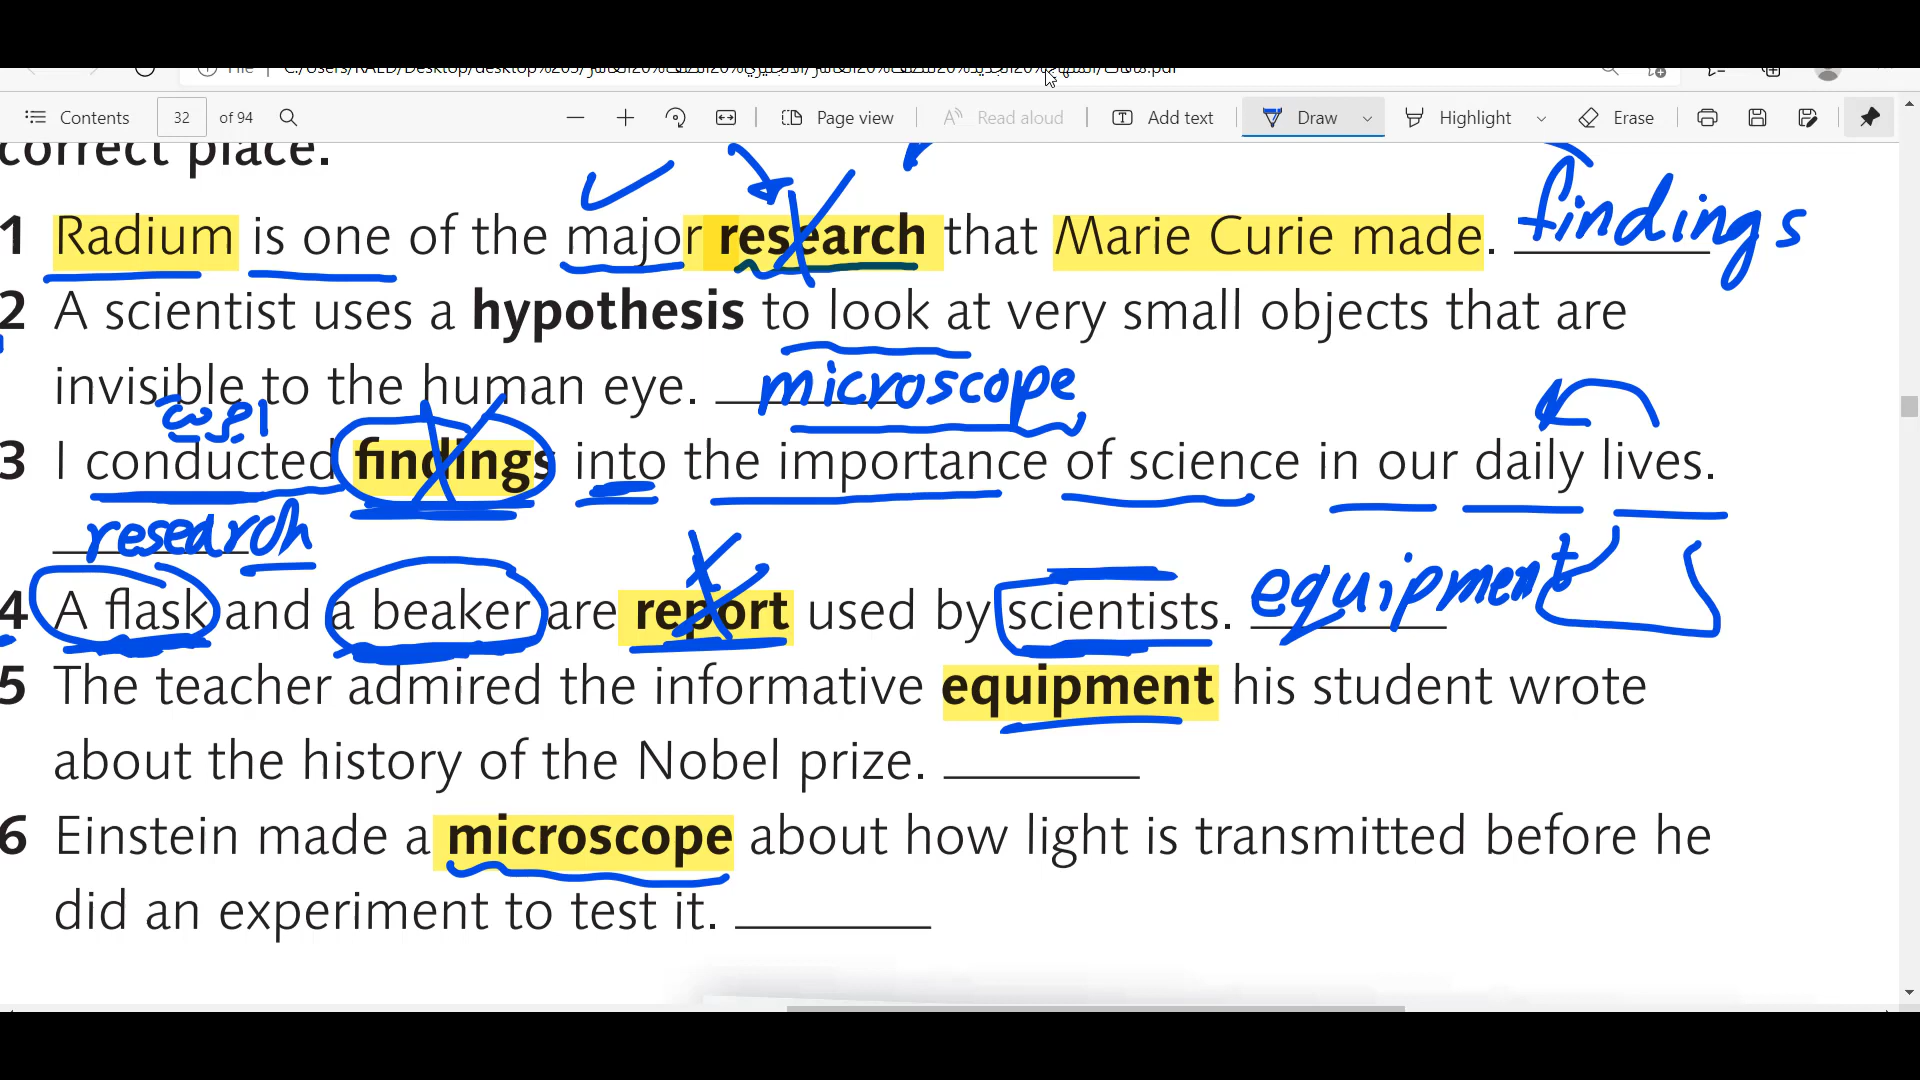 Contents 32 of 94 Page view Read aloud Add text Draw Highlight Erase
correct place.
1 Radium is one of the major research that Marie Curie made. findings
2 A scientist uses a hypothesis to look at very small objects that are
invisible to the human eye. microscope
3 I conducted findings into the importance of science in our daily lives.
research
4 A flask and a beaker are report used by scientists. equipment
5 The teacher admired the informative equipment his student wrote
about the history of the Nobel prize.
6 Einstein made a microscope about how light is transmitted before he
did an experiment to test it.